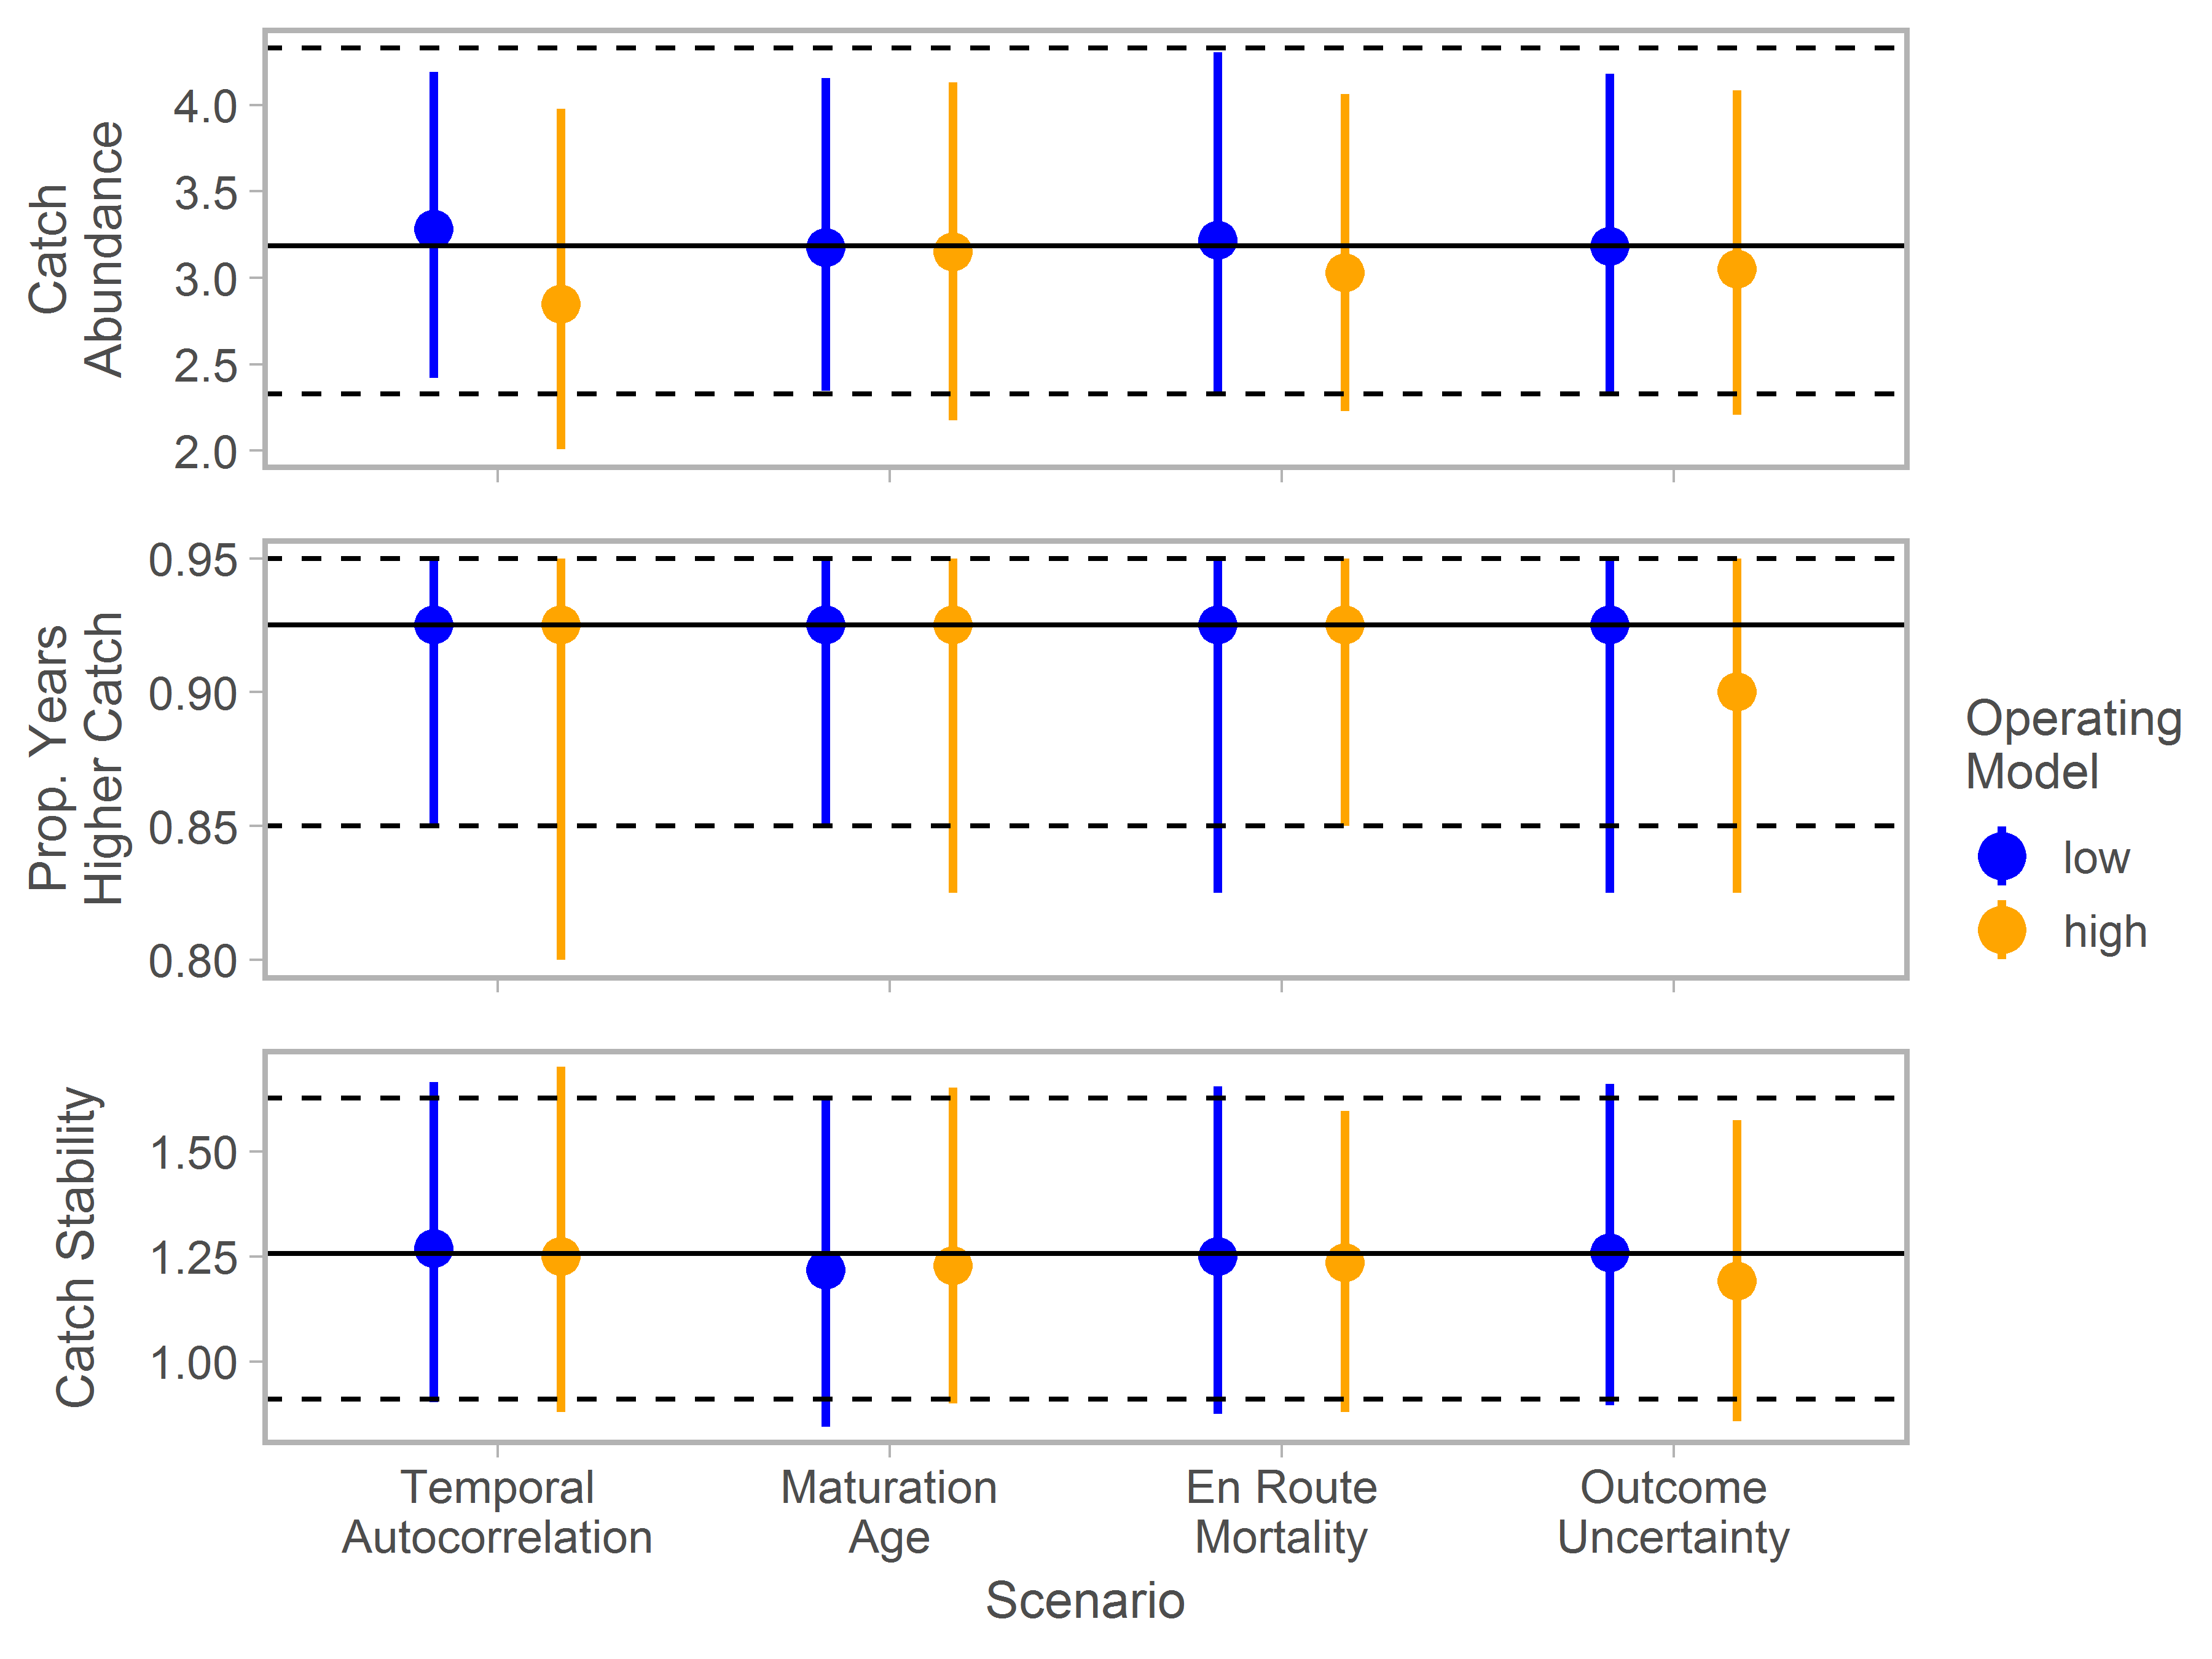 Catch
Abundance
4.0
3.5
3.0
2.5
2.0
Prop. Years
Higher Catch
0.95
0.90
0.85
0.80
Catch Stability
1.50
1.25
1.00
Temporal
Autocorrelation
Maturation
Age
En Route
Mortality
Outcome
Uncertainty
Scenario
Operating
Model
low
high